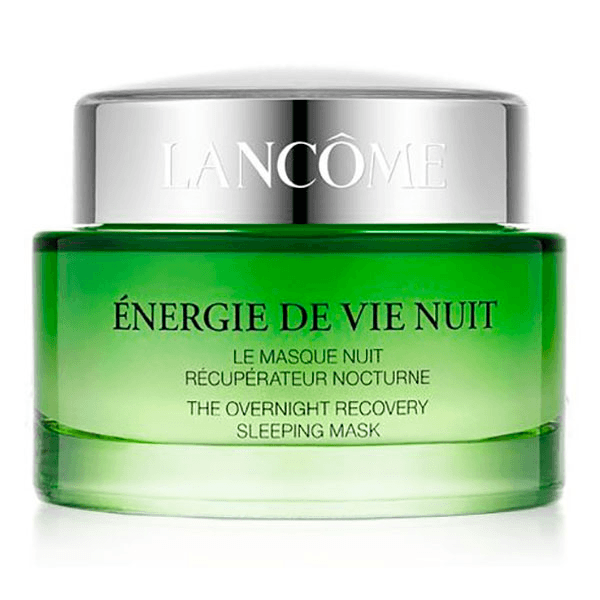 LANCÔME
ÉNERGIE DE VIE NUIT
LE MASQUE NUIT
RÉCUPÉRATEUR NOCTURNE
THE OVERNIGHT RECOVERY
SLEEPING MASK